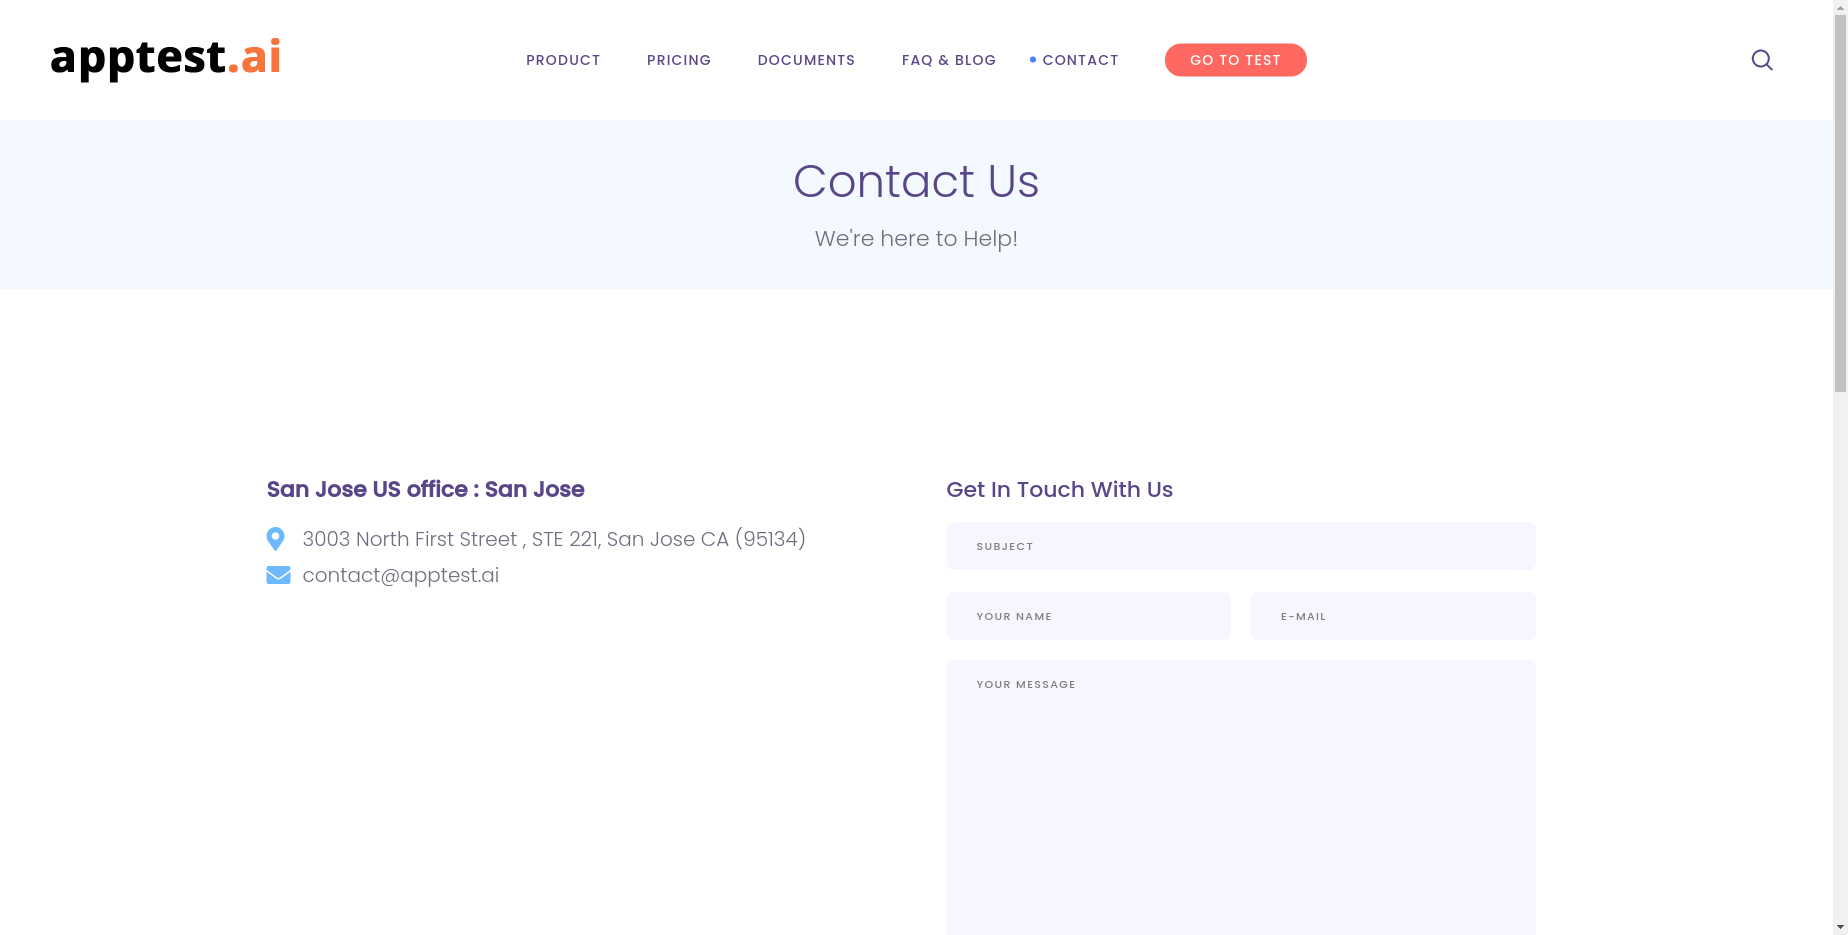 apptest.ai
PRODUCT
PRICING
DOCUMENTS
FAQ & BLOG
CONTACT
GO TO TEST
Contact Us
We're here to Help!
San Jose US office : San Jose
3003 North First Street , STE 221, San Jose CA (95134)
contact@apptest.ai
Get In Touch With Us
SUBJECT
YOUR NAME
E-MAIL
YOUR MESSAGE